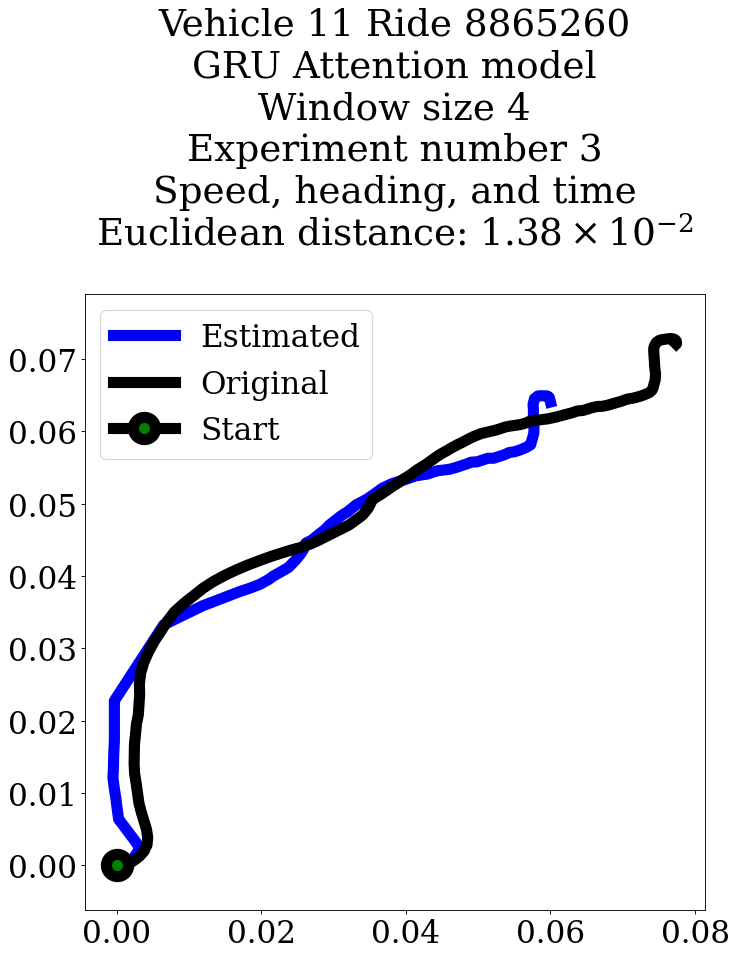 Vehicle 11 Ride 8865260
GRU Attention model
Window size 4
Experiment number 3
Speed, heading, and time
Euclidean distance: 1.38 × 10⁻²
Estimated
Original
Start
0.07
0.06
0.05
0.04
0.03
0.02
0.01
0.00
0.00 0.02 0.04 0.06 0.08